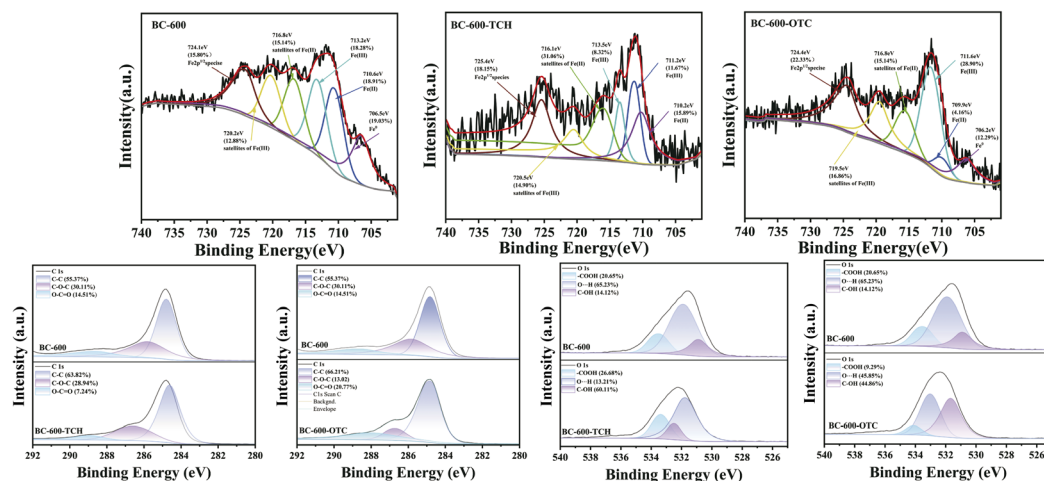 BC-600
724.1eV
(15.80%)
Fe2p1/2specise
716.8eV
(15.14%)
satellites of Fe(II)
713.2eV
(18.28%)
Fe(III)
710.6eV
(18.91%)
Fe(II)
706.5eV
(19.03%)
Fe0
720.2eV
(12.88%)
satellites of Fe(III)
Intensity(a.u.)
740 735 730 725 720 715 710 705
Binding Energy(eV)
BC-600-TCH
725.4eV
(18.15%)
Fe2p1/2species
716.1eV
(31.06%)
satellites of Fe(II)
713.5eV
(8.32%)
Fe(III)
711.2eV
(11.67%)
Fe(III)
710.2eV
(15.89%)
Fe(II)
720.5eV
(14.90%)
satellites of Fe(III)
Intensity(a.u.)
740 735 730 725 720 715 710 705
Binding Energy(eV)
BC-600-OTC
724.4eV
(22.33%)
Fe2p1/2species
716.8eV
(15.14%)
satellites of Fe(II)
711.6eV
(28.90%)
Fe(III)
709.9eV
(4.16%)
Fe(II)
706.2eV
(12.29%)
Fe0
719.5eV
(16.86%)
satellites of Fe(III)
Intensity(a.u.)
740 735 730 725 720 715 710 705
Binding Energy(eV)
C 1s
C-C (55.37%)
C-O-C (30.11%)
O-C=O (14.51%)
BC-600
C-C (63.82%)
C-O-C (28.94%)
O-C=O (7.24%)
BC-600-TCH
Intensity (a.u.)
292 290 288 286 284 282 280
Binding Energy (eV)
C 1s
C-C (55.37%)
C-O-C (30.11%)
O-C=O (14.51%)
BC-600
C 1s
C-C (66.21%)
C-O-C (13.02)
O-C=O (20.77%)
C1s Scan C
Backgnd.
Envelope
BC-600-OTC
Intensity (a.u.)
292 290 288 286 284 282 280
Binding Energy (eV)
O 1s
-COOH (20.65%)
O···H (65.23%)
C-OH (14.12%)
BC-600
O 1s
-COOH (26.68%)
O···H (13.21%)
C-OH (60.11%)
BC-600-TCH
Intensity (a.u.)
540 538 536 534 532 530 528 526
Binding Energy (eV)
O 1s
-COOH (20.65%)
O···H (65.23%)
C-OH (14.12%)
BC-600
O 1s
-COOH (9.29%)
O···H (45.85%)
C-OH (44.86%)
BC-600-OTC
Intensity (a.u.)
540 538 536 534 532 530 528 526
Binding Energy (eV)